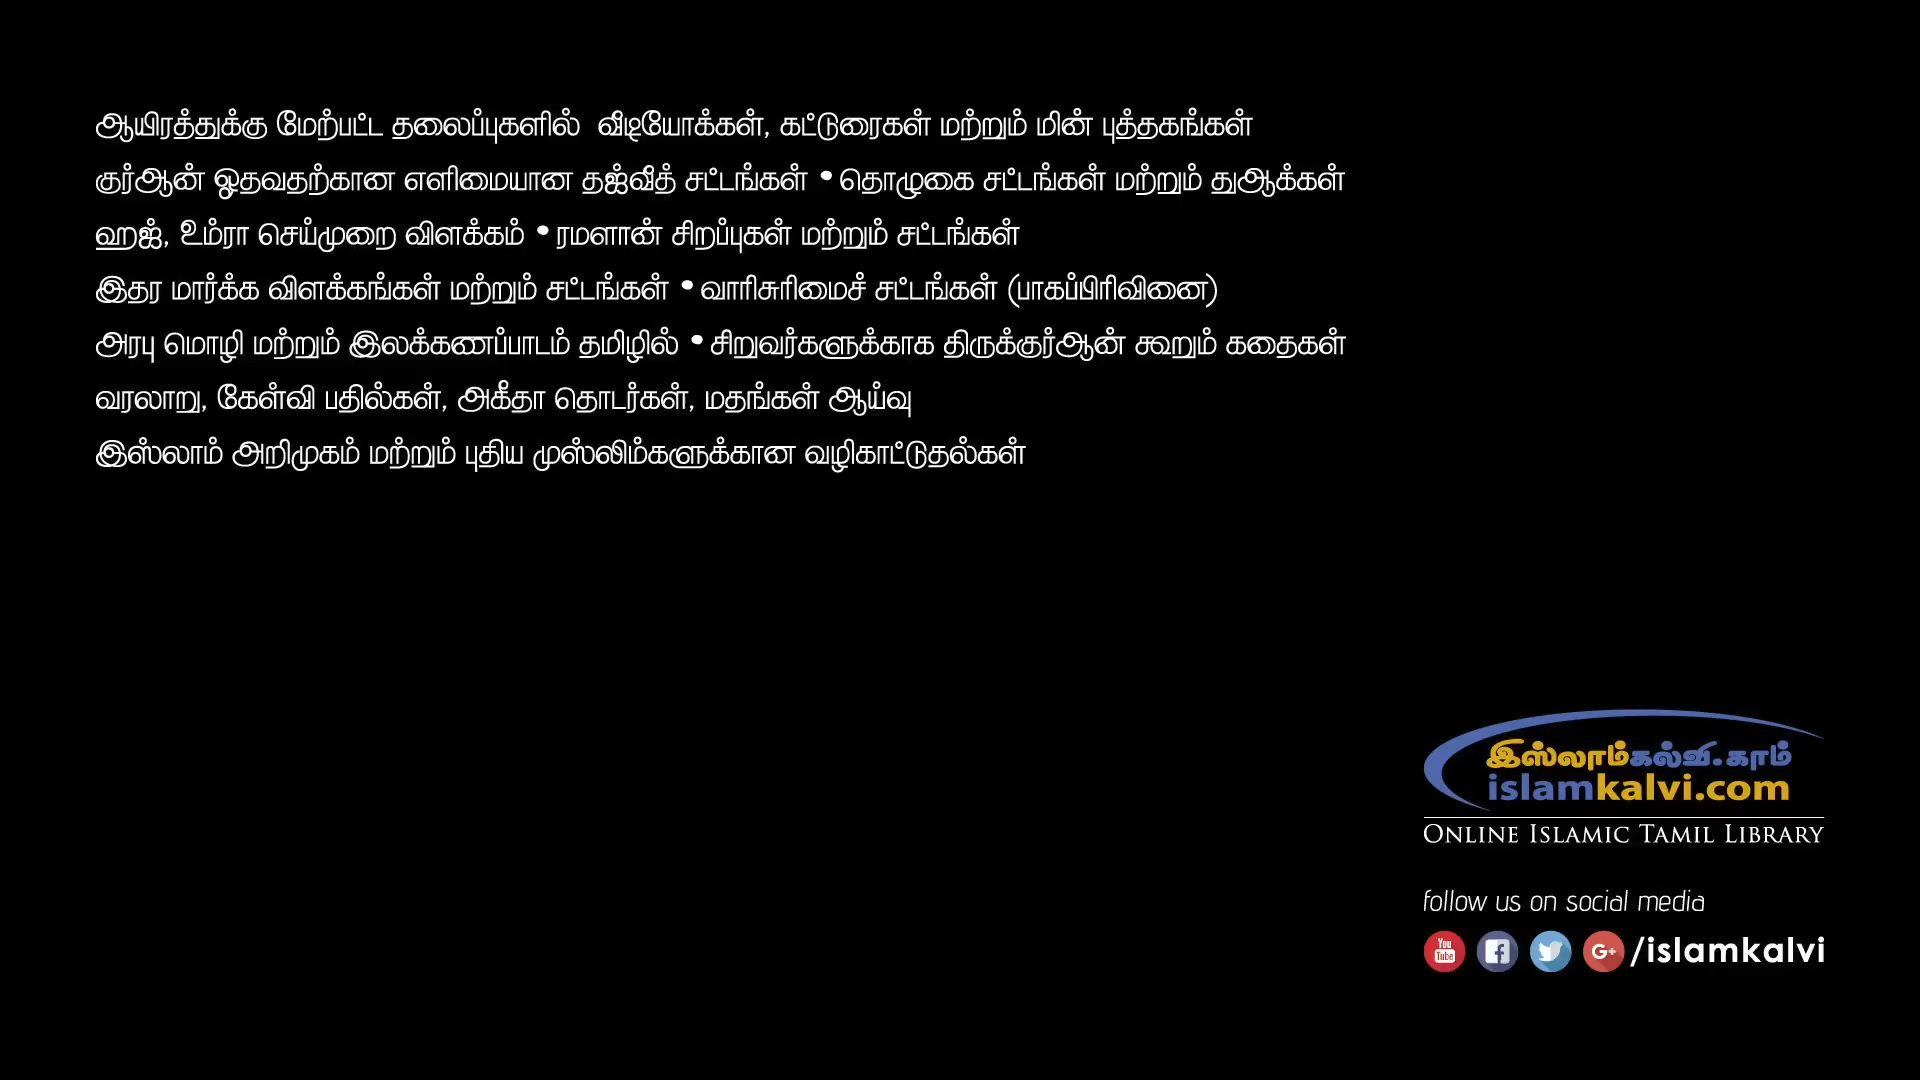 ஆயிரத்துக்கு மேற்பட்ட தலைப்புகளில் வீடியோக்கள், கட்டுரைகள் மற்றும் மின் புத்தகங்கள்
குர்ஆன் ஓதவதற்கான எளிமையான தஜ்வீத் சட்டங்கள் • தொழுகை சட்டங்கள் மற்றும் துஆக்கள்
ஹஜ், உம்ரா செய்முறை விளக்கம் • ரமளான் சிறப்புகள் மற்றும் சட்டங்கள்
இதர மார்க்க விளக்கங்கள் மற்றும் சட்டங்கள் • வாரிசுரிமைச் சட்டங்கள் (பாகப்பிரிவினை)
அரபு மொழி மற்றும் இலக்கணப்பாடம் தமிழில் • சிறுவர்களுக்காக திருக்குர்ஆன் கூறும் கதைகள்
வரலாறு, கேள்வி பதில்கள், அகீதா தொடர்கள், மதங்கள் ஆய்வு
இஸ்லாம் அறிமுகம் மற்றும் புதிய முஸ்லிம்களுக்கான வழிகாட்டுதல்கள்
இஸ்லாம்கல்வி.காம்
islamkalvi.com
ONLINE ISLAMIC TAMIL LIBRARY
follow us on social media
You Tube f G+ /islamkalvi